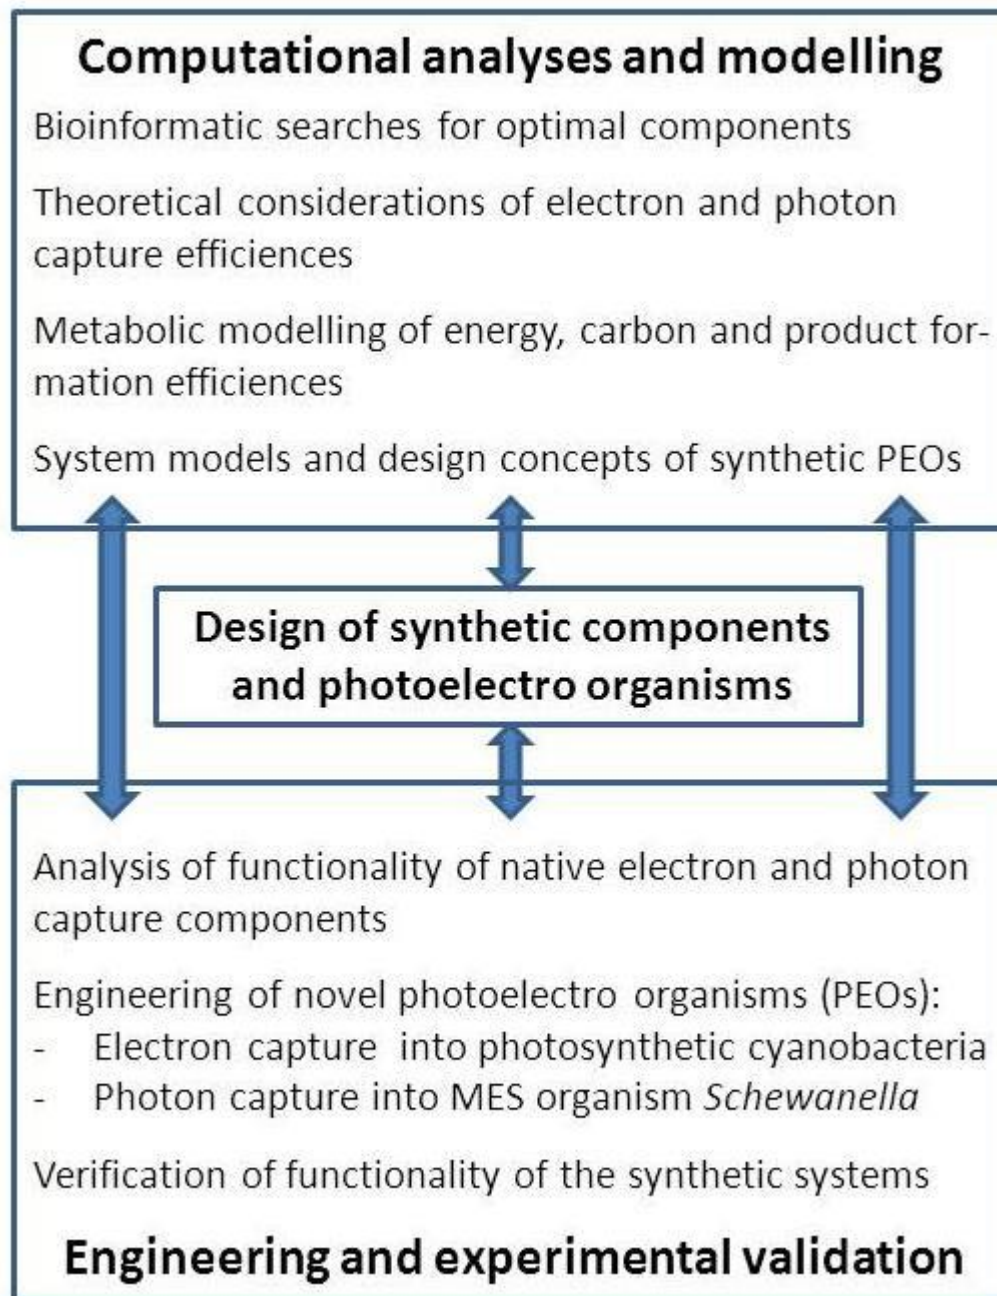 Computational analyses and modelling
Bioinformatic searches for optimal components
Theoretical considerations of electron and photon
capture efficiences
Metabolic modelling of energy, carbon and product for-
mation efficiences
System models and design concepts of synthetic PEOs
Design of synthetic components
and photoelectro organisms
Analysis of functionality of native electron and photon
capture components
Engineering of novel photoelectro organisms (PEOs):
- Electron capture into photosynthetic cyanobacteria
- Photon capture into MES organism Schewanella
Verification of functionality of the synthetic systems
Engineering and experimental validation